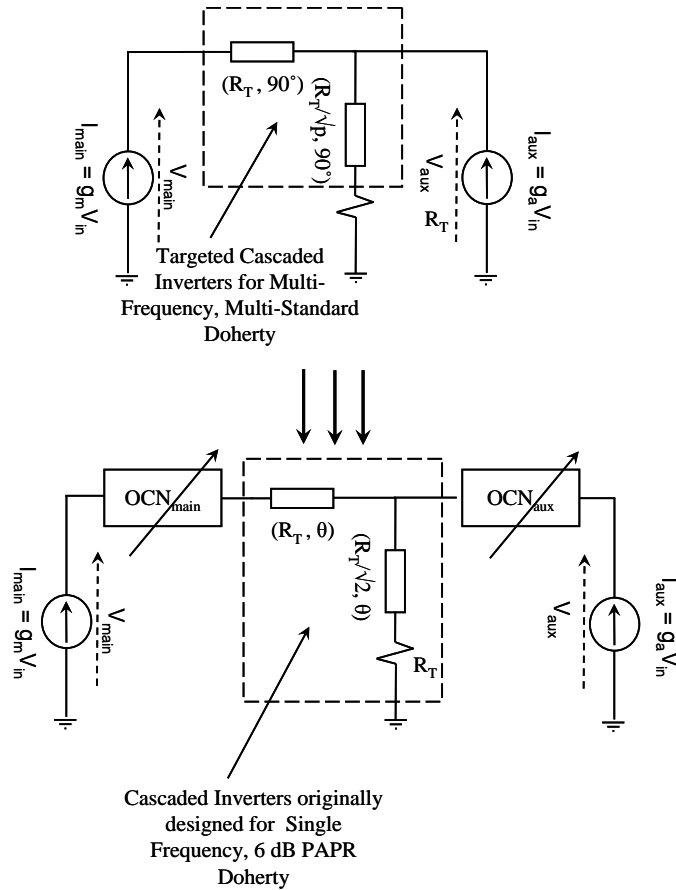 (R_T , 90˚)
(R_T/√p, 90˚)
I_main = g_m V_in
V_main
V_aux
R_T
I_aux = g_a V_in
Targeted Cascaded
Inverters for Multi-
Frequency, Multi-Standard
Doherty
OCN_main
OCN_aux
(R_T , θ)
(R_T/√2, θ)
R_T
I_main = g_m V_in
V_main
V_aux
I_aux = g_a V_in
Cascaded Inverters originally
designed for Single
Frequency, 6 dB PAPR
Doherty